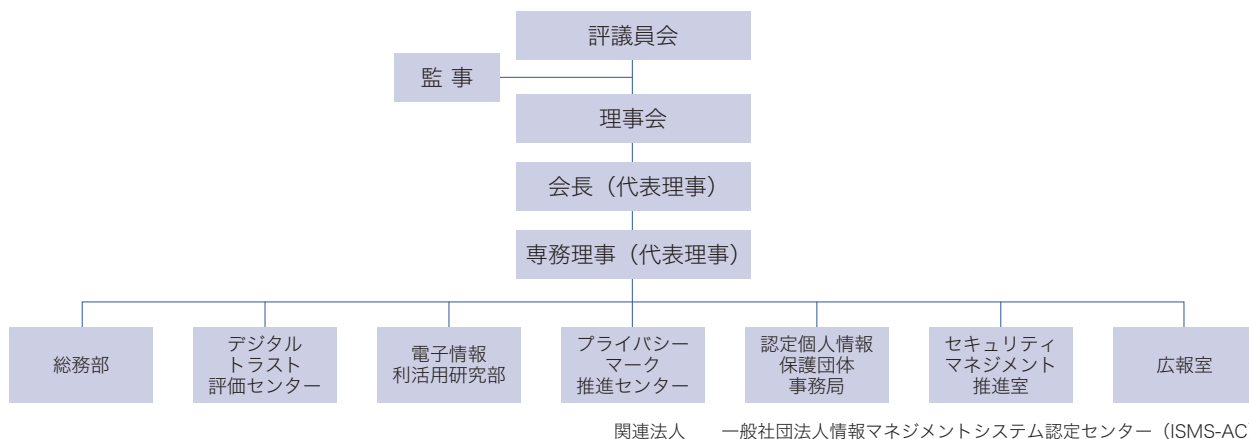 評議員会
監 事
理事会
会長（代表理事）
専務理事（代表理事）
総務部
デジタル
トラスト
評価センター
電子情報
利活用研究部
プライバシー
マーク
推進センター
認定個人情報
保護団体
事務局
セキュリティ
マネジメント
推進室
広報室
関連法人　　一般社団法人情報マネジメントシステム認定センター（ISMS-AC